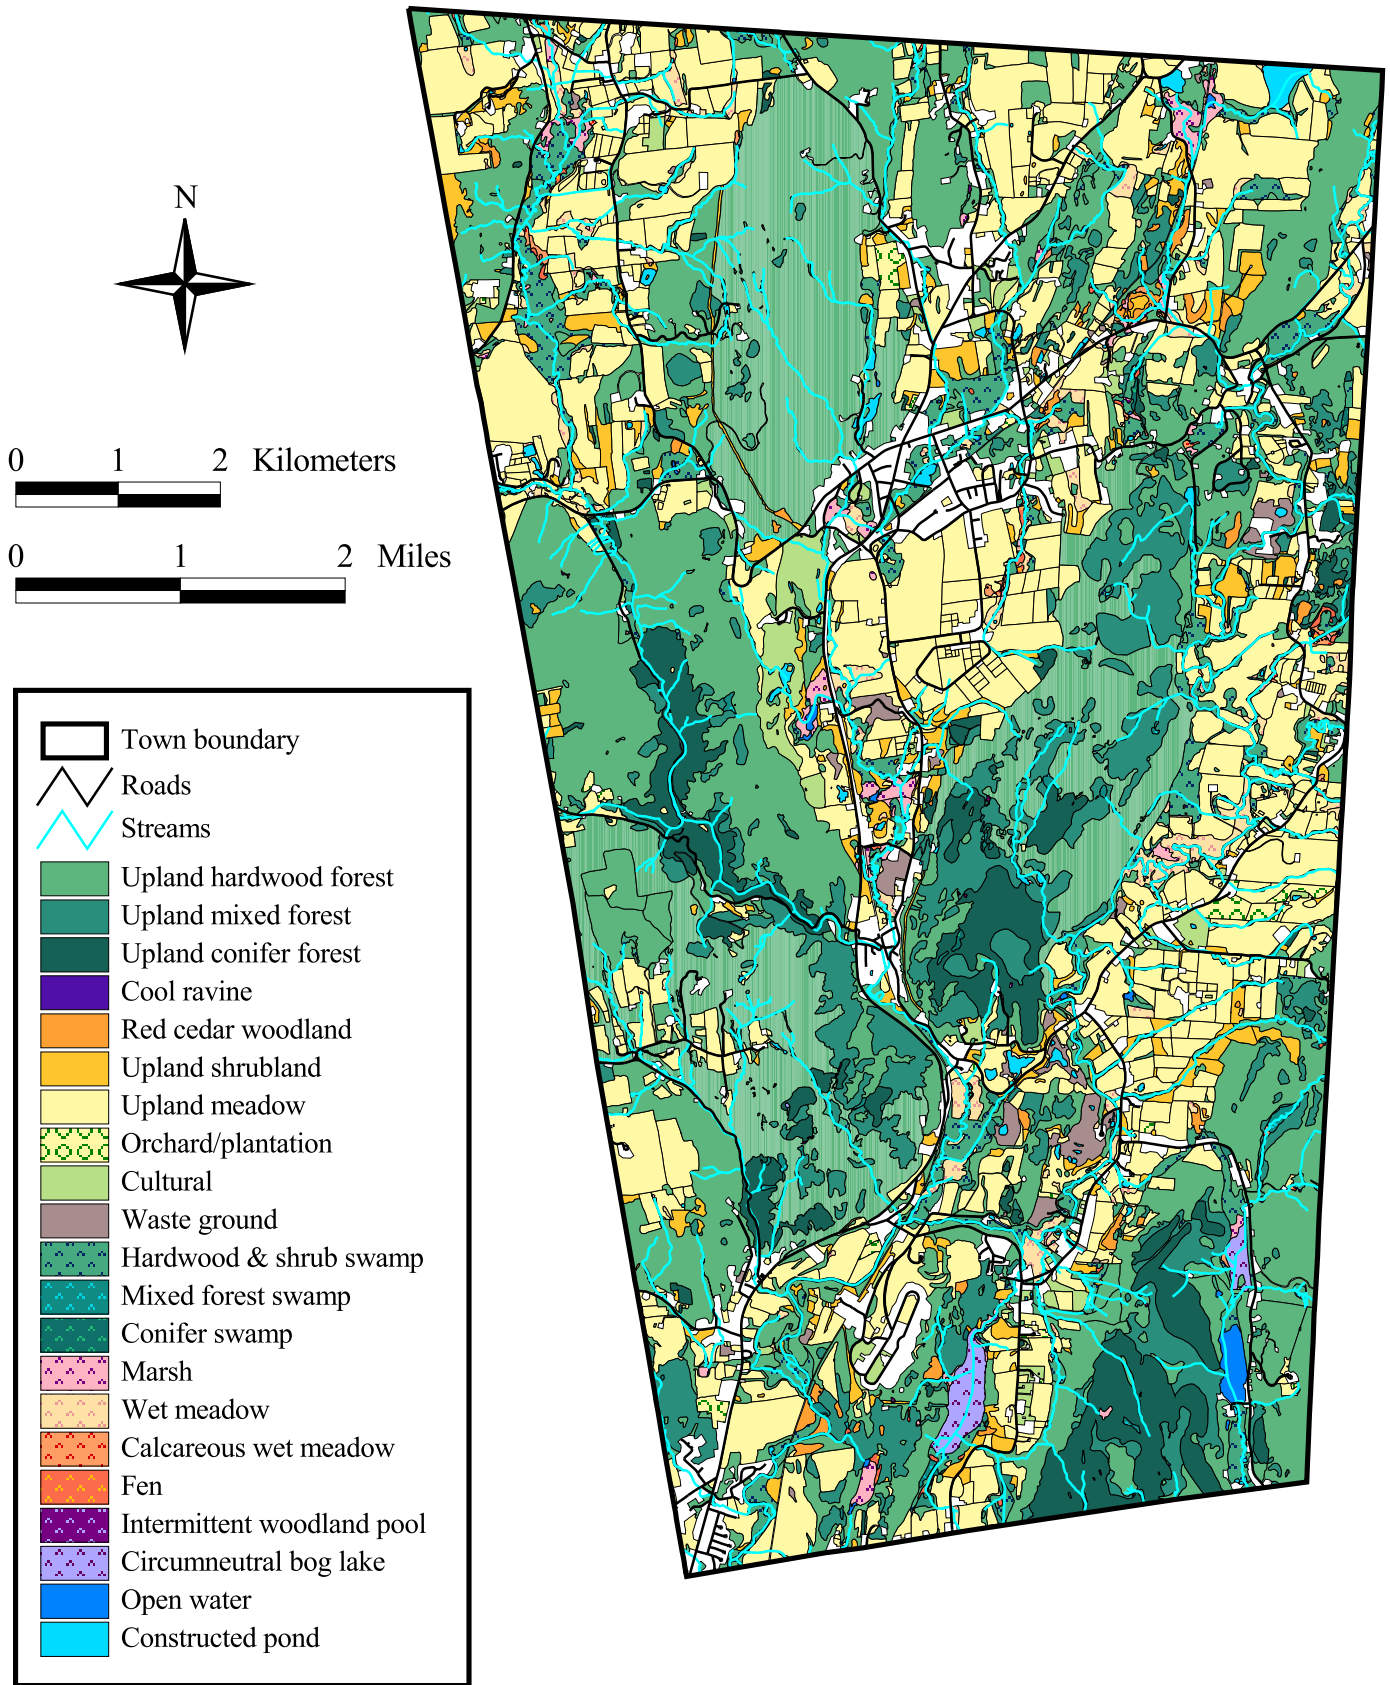 N
0 1 2 Kilometers
0 1 2 Miles
Town boundary
Roads
Streams
Upland hardwood forest
Upland mixed forest
Upland conifer forest
Cool ravine
Red cedar woodland
Upland shrubland
Upland meadow
Orchard/plantation
Cultural
Waste ground
Hardwood & shrub swamp
Mixed forest swamp
Conifer swamp
Marsh
Wet meadow
Calcareous wet meadow
Fen
Intermittent woodland pool
Circumneutral bog lake
Open water
Constructed pond